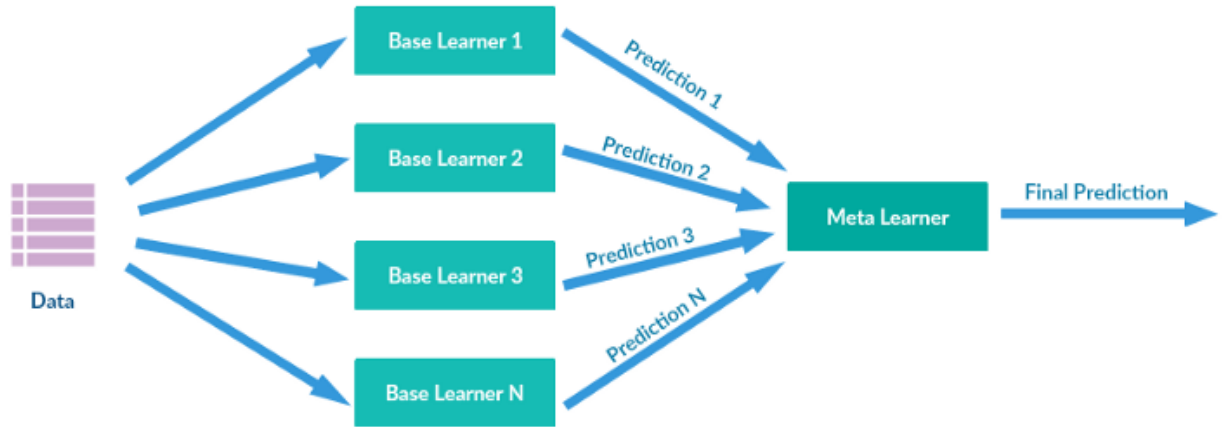 Base Learner 1
Prediction 1
Base Learner 2
Prediction 2
Meta Learner
Final Prediction
Data
Base Learner 3
Prediction 3
Base Learner N
Prediction N